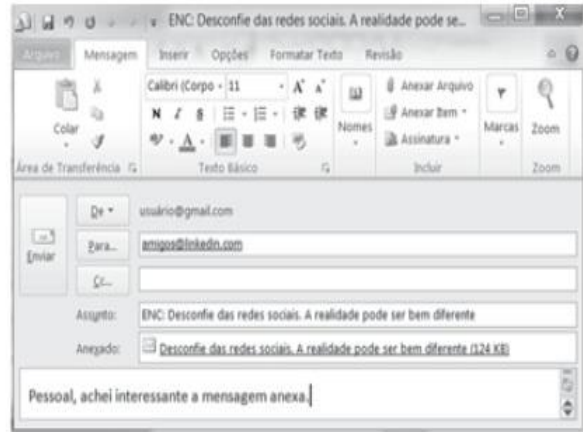 ENC: Desconfie das redes sociais. A realidade pode se...
Arquivo Mensagem Inserir Opções Formatar Texto Revisão
Calibri (Corpo 11 A A Anexar Arquivo
N I S Anexar Item
Colar Nomes Marcas Zoom
A Assinatura
Área de Transferência Texto Básico Incluir Zoom
De usuário@gmail.com
Enviar Para... amigos@linkedin.com
Cc...
Assunto: ENC: Desconfie das redes sociais. A realidade pode ser bem diferente
Anexado: Desconfie das redes sociais. A realidade pode ser bem diferente (124 KB)
Pessoal, achei interessante a mensagem anexa.